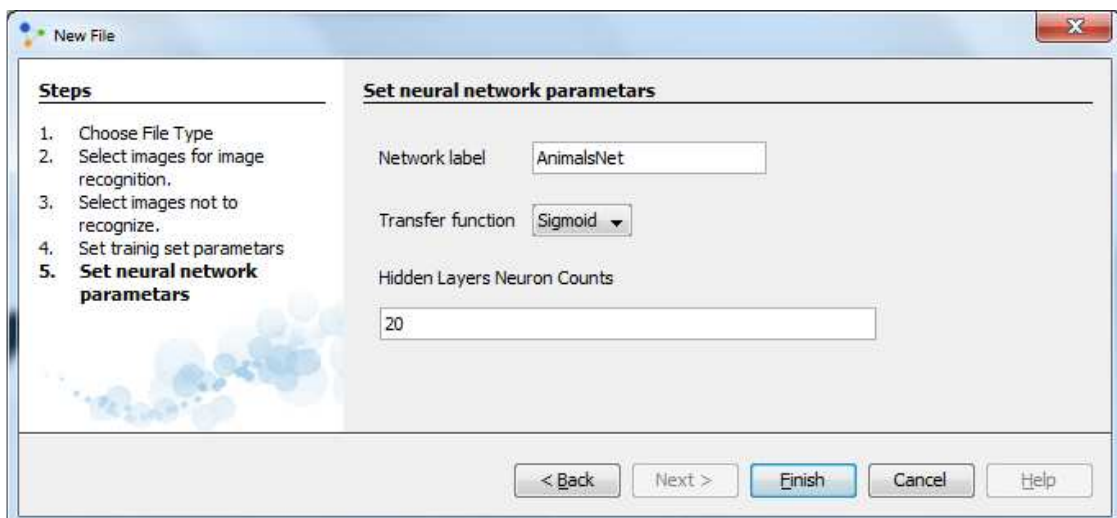 New File
Steps
1. Choose File Type
2. Select images for image
recognition.
3. Select images not to
recognize.
4. Set trainig set parametars
5. Set neural network
parametars
Set neural network parametars
Network label AnimalsNet
Transfer function Sigmoid
Hidden Layers Neuron Counts
20
< Back Next > Finish Cancel Help